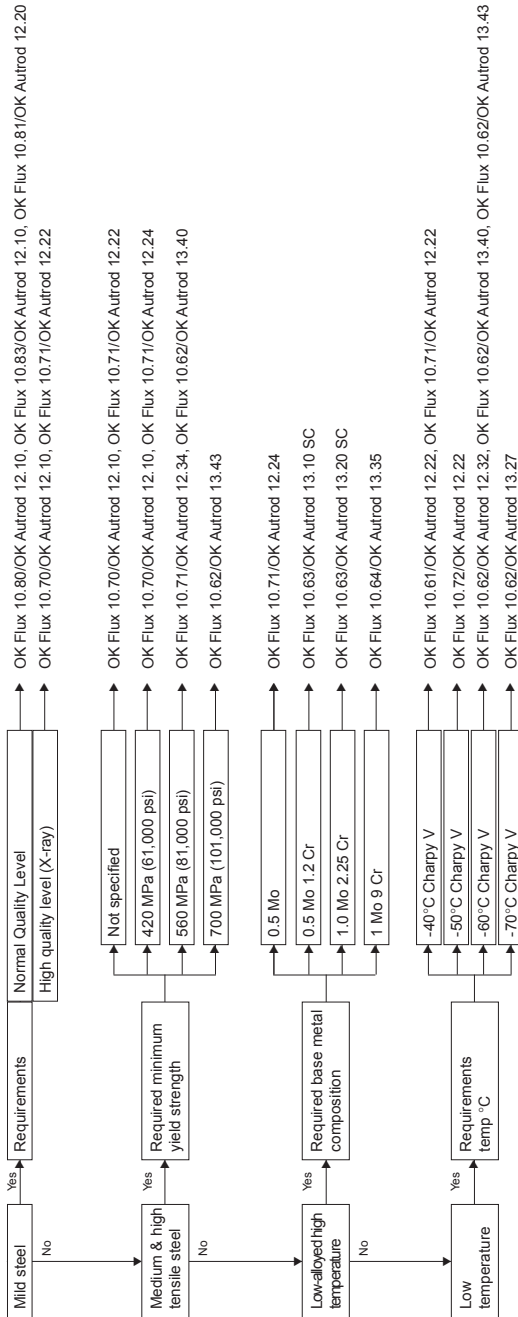 Mild steel
Yes
Requirements
Normal Quality Level
OK Flux 10.80/OK Autrod 12.10, OK Flux 10.83/OK Autrod 12.10, OK Flux 10.81/OK Autrod 12.20
High quality level (X-ray)
OK Flux 10.70/OK Autrod 12.10, OK Flux 10.71/OK Autrod 12.22
No
Medium & high
tensile steel
Yes
Required minimum
yield strength
Not specified
OK Flux 10.70/OK Autrod 12.10, OK Flux 10.71/OK Autrod 12.22
420 MPa (61,000 psi)
OK Flux 10.70/OK Autrod 12.10, OK Flux 10.71/OK Autrod 12.24
560 MPa (81,000 psi)
OK Flux 10.71/OK Autrod 12.34, OK Flux 10.62/OK Autrod 13.40
700 MPa (101,000 psi)
OK Flux 10.62/OK Autrod 13.43
No
Low-alloyed high
temperature
Yes
Required base metal
composition
0.5 Mo
OK Flux 10.71/OK Autrod 12.24
0.5 Mo 1.2 Cr
OK Flux 10.63/OK Autrod 13.10 SC
1.0 Mo 2.25 Cr
OK Flux 10.63/OK Autrod 13.20 SC
1 Mo 9 Cr
OK Flux 10.64/OK Autrod 13.35
No
Low
temperature
Yes
Requirements
temp °C
-40°C Charpy V
OK Flux 10.61/OK Autrod 12.22, OK Flux 10.71/OK Autrod 12.22
-50°C Charpy V
OK Flux 10.72/OK Autrod 12.22
-60°C Charpy V
OK Flux 10.62/OK Autrod 12.32, OK Flux 10.62/OK Autrod 13.40, OK Flux 10.62/OK Autrod 13.43
-70°C Charpy V
OK Flux 10.62/OK Autrod 13.27